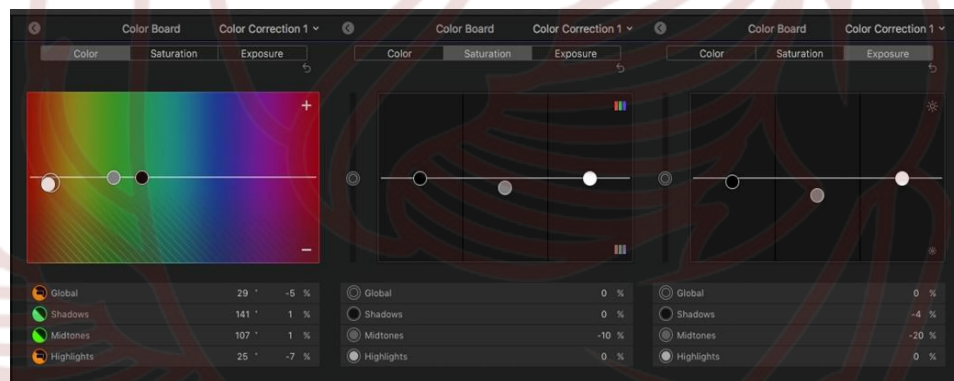 Color Board Color Correction 1
Color Saturation Exposure
+
−
Global 29 ° -5 %
Shadows 141 ° 1 %
Midtones 107 ° 1 %
Highlights 25 ° -7 %
Color Board Color Correction 1
Color Saturation Exposure
Global 0 %
Shadows 0 %
Midtones -10 %
Highlights 0 %
Color Board Color Correction 1
Color Saturation Exposure
Global 0 %
Shadows -4 %
Midtones -20 %
Highlights 0 %